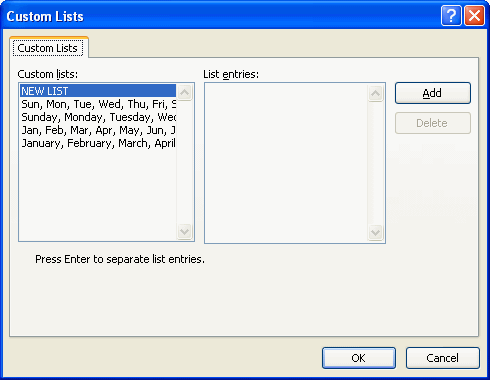 Custom Lists
Custom Lists
Custom lists:
List entries:
NEW LIST
Sun, Mon, Tue, Wed, Thu, Fri, S
Sunday, Monday, Tuesday, Wed
Jan, Feb, Mar, Apr, May, Jun, J
January, February, March, April
Add
Delete
Press Enter to separate list entries.
OK
Cancel